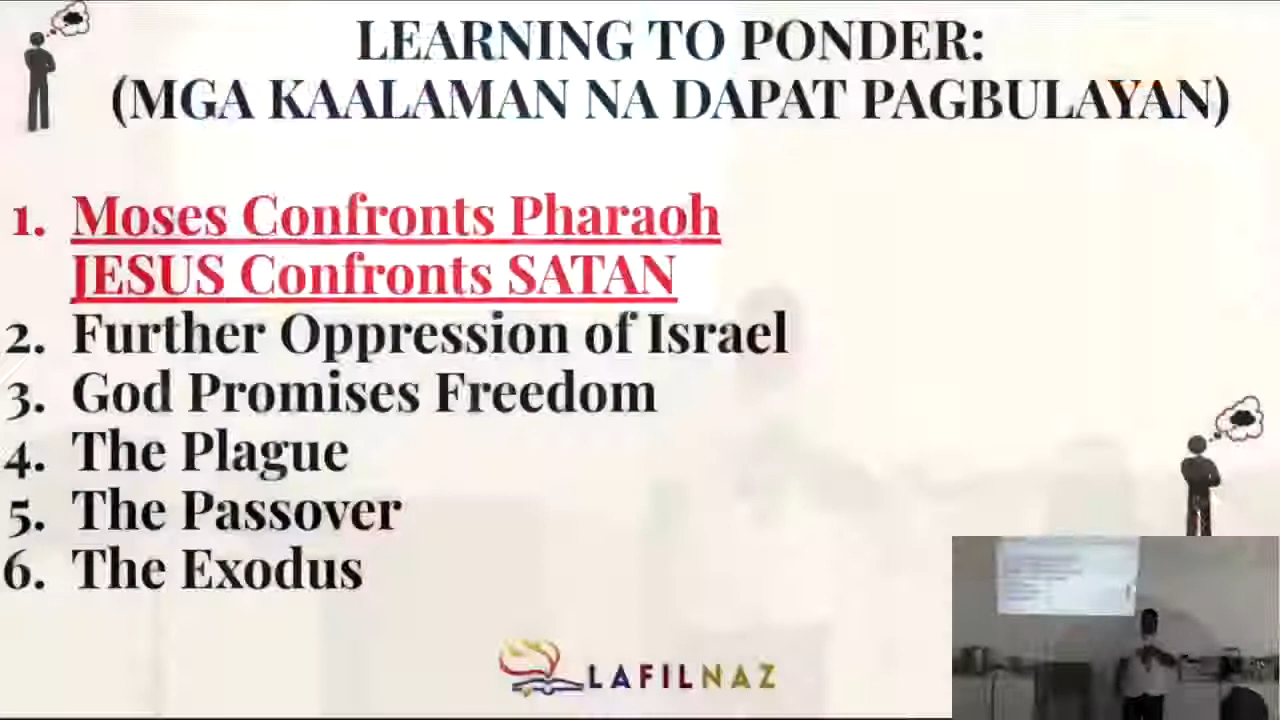 LEARNING TO PONDER:
(MGA KAALAMAN NA DAPAT PAGBULAYAN)
1. Moses Confronts Pharaoh
JESUS Confronts SATAN
2. Further Oppression of Israel
3. God Promises Freedom
4. The Plague
5. The Passover
6. The Exodus
LAFILNAZ